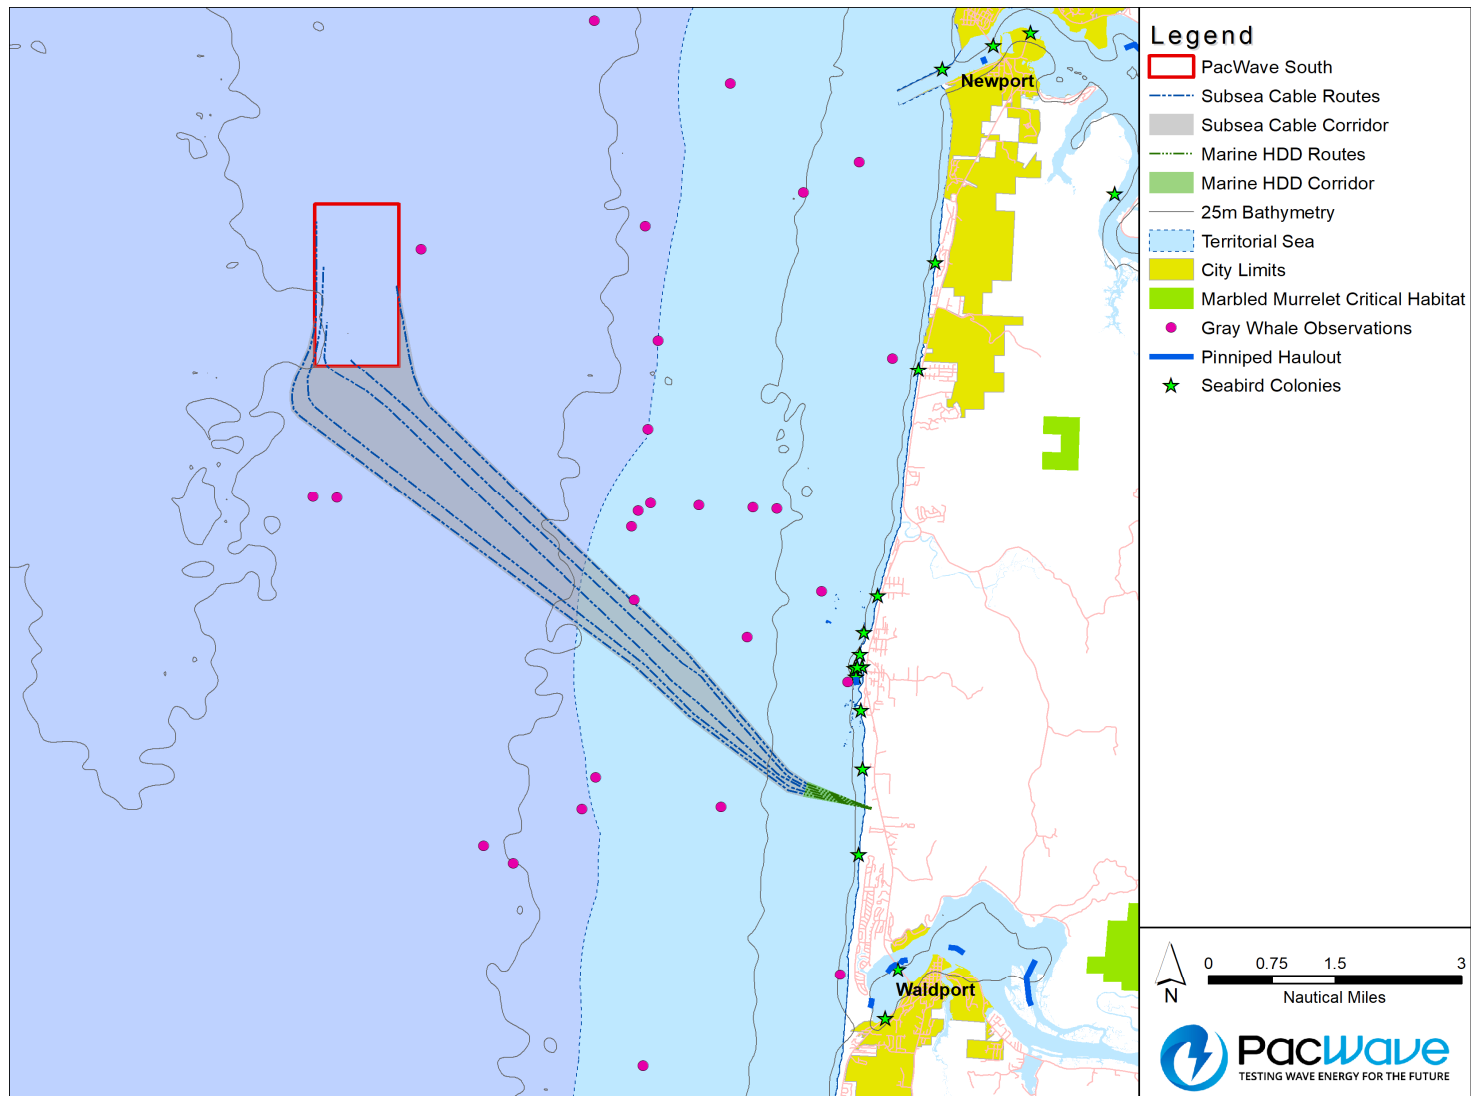 Newport
Waldport
Legend
PacWave South
Subsea Cable Routes
Subsea Cable Corridor
Marine HDD Routes
Marine HDD Corridor
25m Bathymetry
Territorial Sea
City Limits
Marbled Murrelet Critical Habitat
Gray Whale Observations
Pinniped Haulout
Seabird Colonies
N
0 0.75 1.5 3
Nautical Miles
PacWave
TESTING WAVE ENERGY FOR THE FUTURE